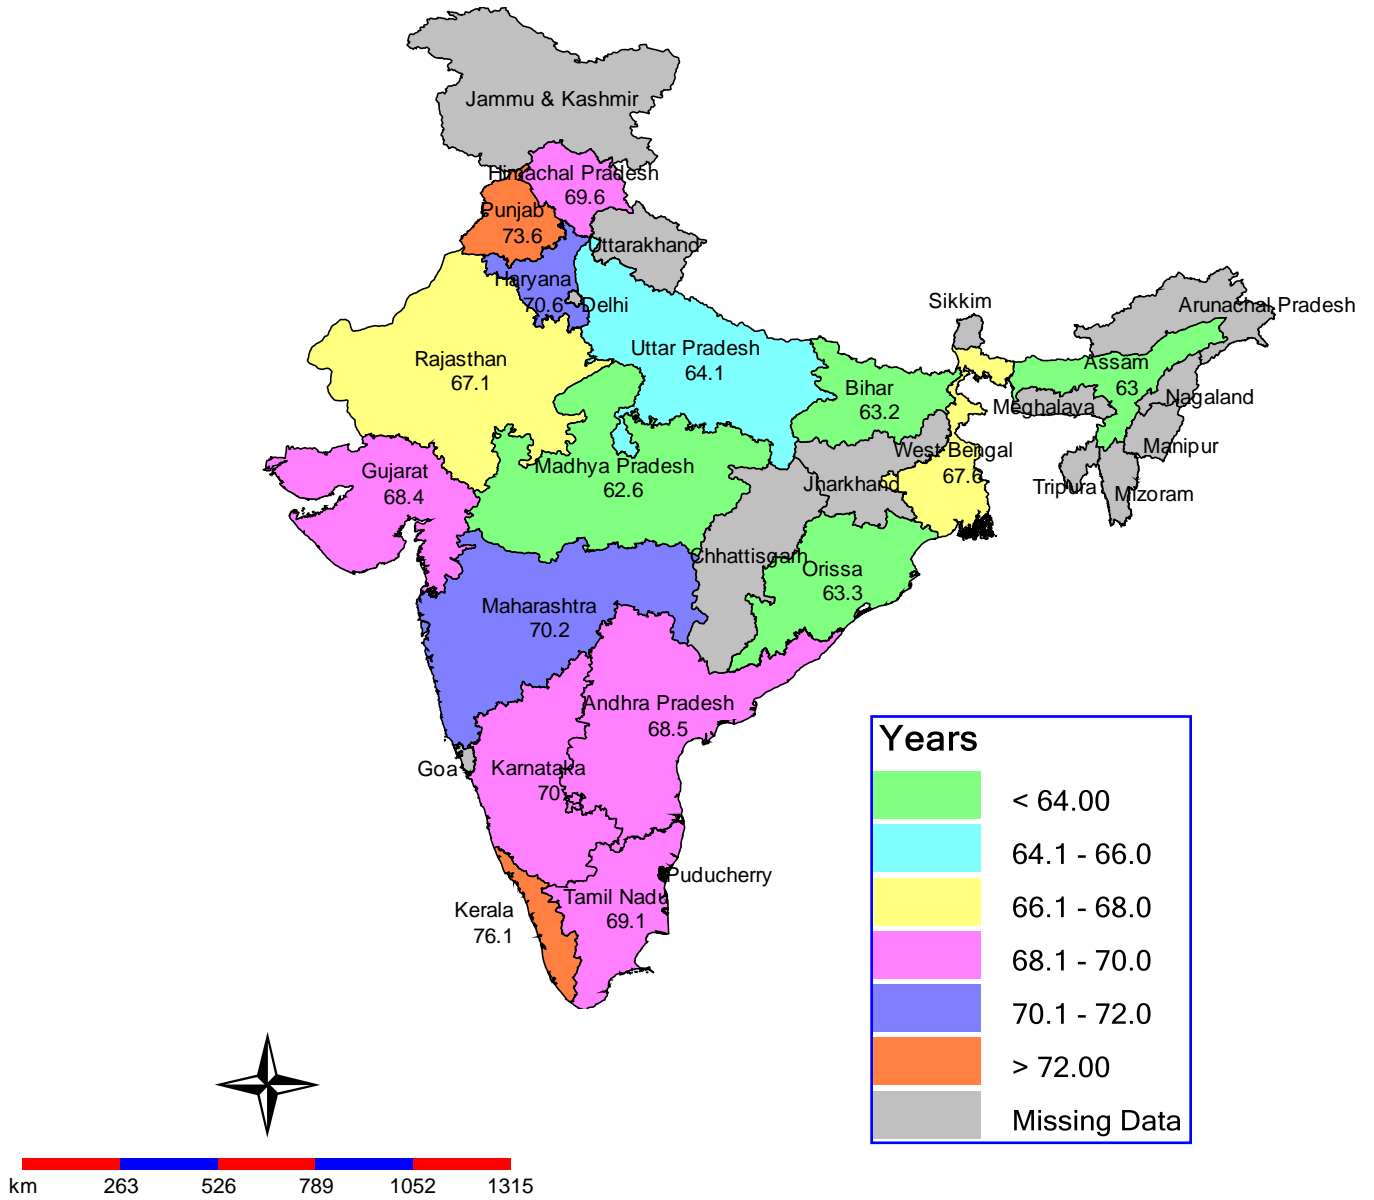 Jammu & Kashmir
Himachal Pradesh
69.6
Punjab
73.6
Uttarakhand
Haryana
70.6
Delhi
Sikkim
Arunachal Pradesh
Rajasthan
67.1
Uttar Pradesh
64.1
Bihar
63.2
Assam
63
Meghalaya
Nagaland
Manipur
West Bengal
67.6
Tripura
Mizoram
Gujarat
68.4
Madhya Pradesh
62.6
Jharkhand
Chhattisgarh
Orissa
63.3
Maharashtra
70.2
Andhra Pradesh
68.5
Goa
Karnataka
70
Puducherry
Tamil Nadu
69.1
Kerala
76.1
Years
< 64.00
64.1 - 66.0
66.1 - 68.0
68.1 - 70.0
70.1 - 72.0
> 72.00
Missing Data
km 263 526 789 1052 1315